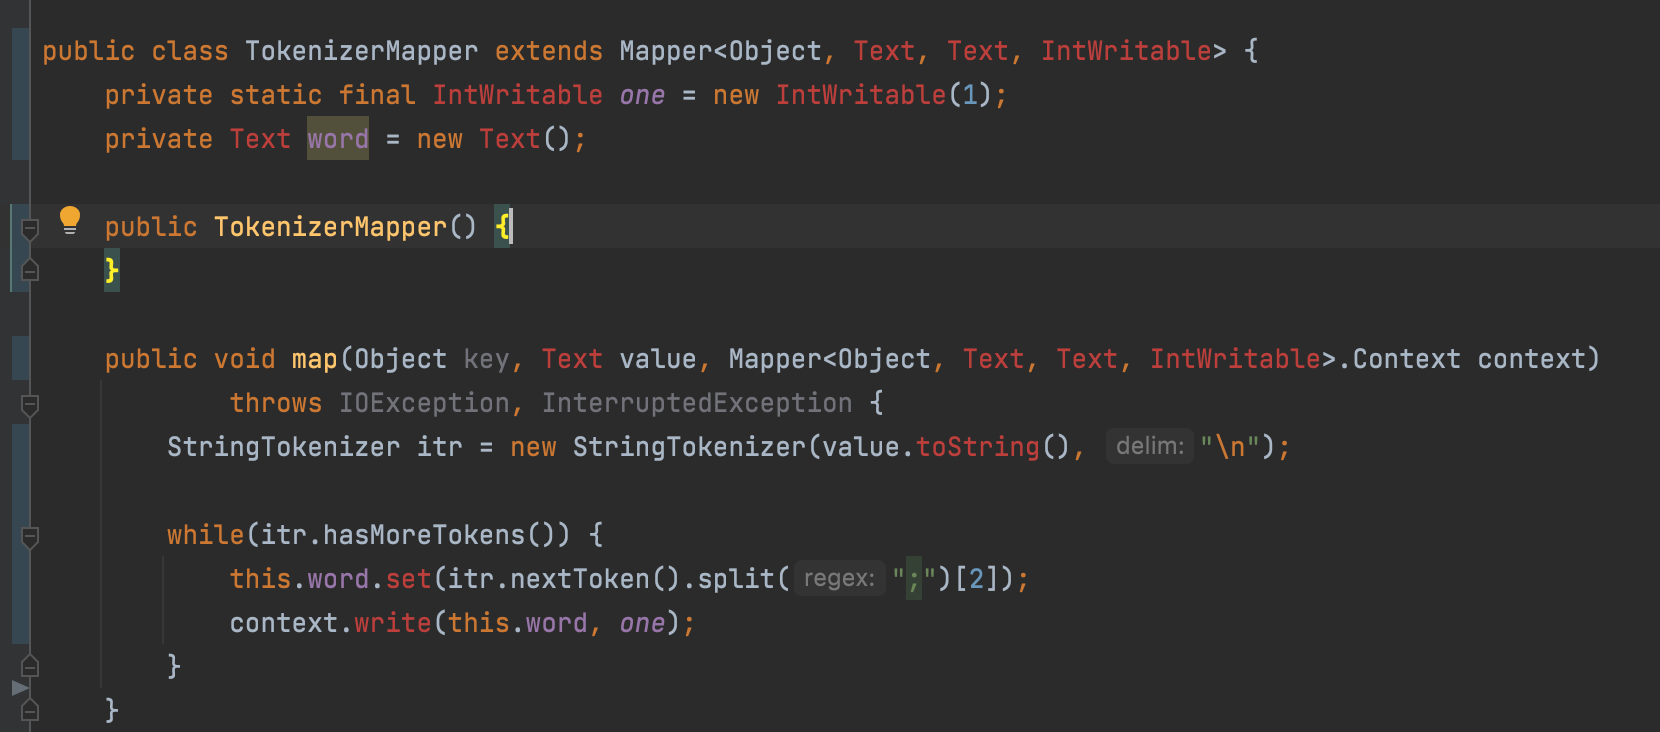 public class TokenizerMapper extends Mapper<Object, Text, Text, IntWritable> {
private static final IntWritable one = new IntWritable(1);
private Text word = new Text();
public TokenizerMapper() {
}
public void map(Object key, Text value, Mapper<Object, Text, Text, IntWritable>.Context context)
throws IOException, InterruptedException {
StringTokenizer itr = new StringTokenizer(value.toString(), delim: "\n");
while(itr.hasMoreTokens()) {
this.word.set(itr.nextToken().split( regex: ";")[2]);
context.write(this.word, one);
}
}